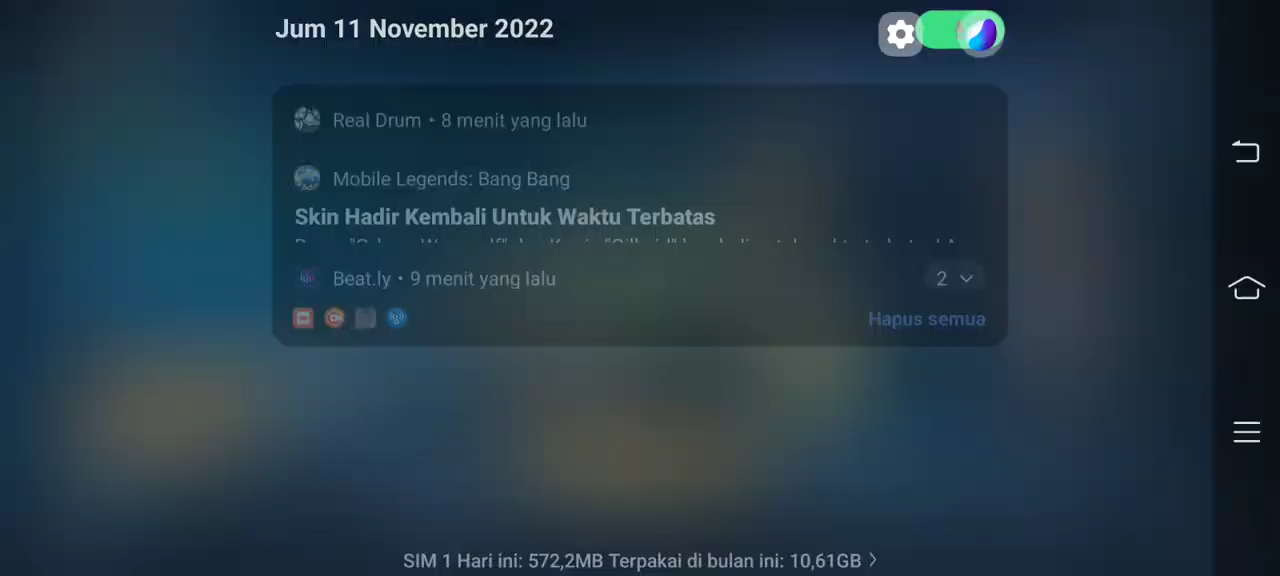 Jum 11 November 2022
Real Drum • 8 menit yang lalu
Mobile Legends: Bang Bang
Skin Hadir Kembali Untuk Waktu Terbatas
Beat.ly • 9 menit yang lalu
2
Hapus semua
SIM 1 Hari ini: 572,2MB Terpakai di bulan ini: 10,61GB